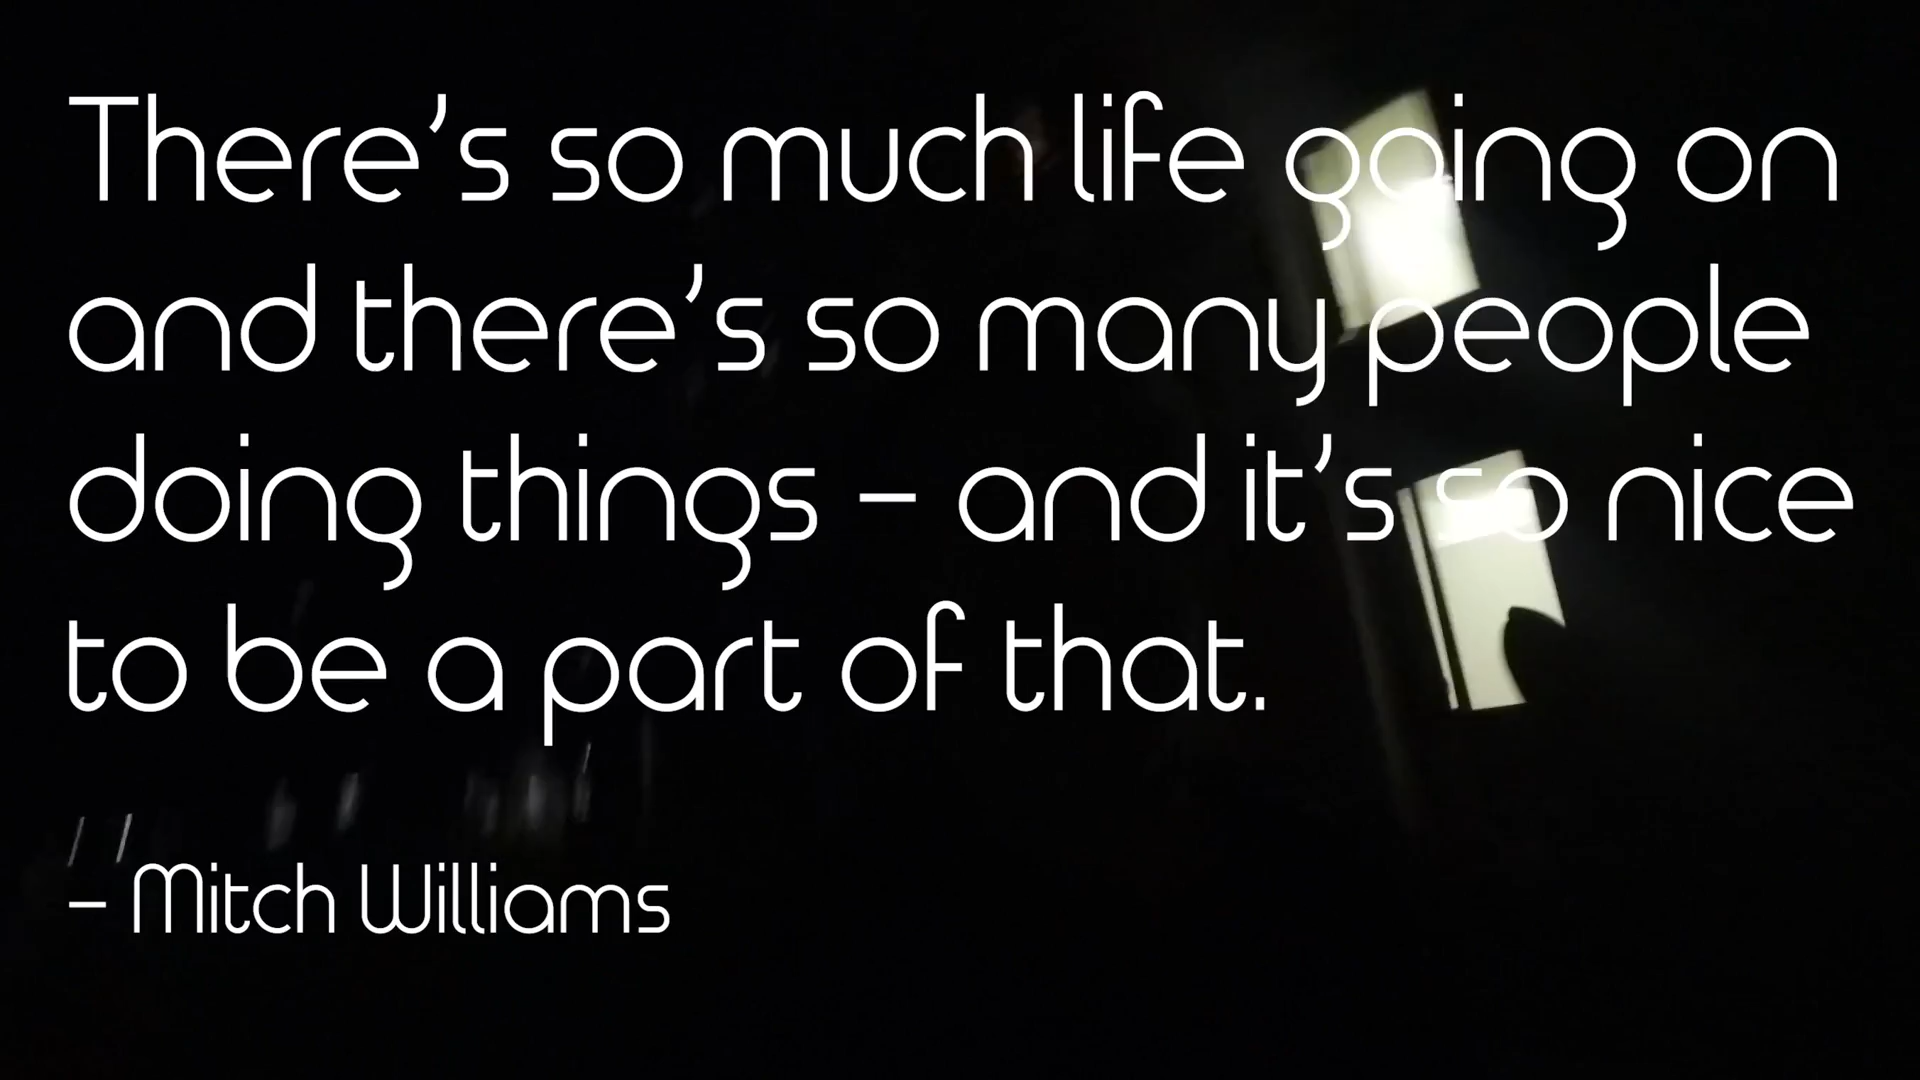 There’s so much life going on
and there’s so many people
doing things – and it’s so nice
to be a part of that.
– Mitch Williams